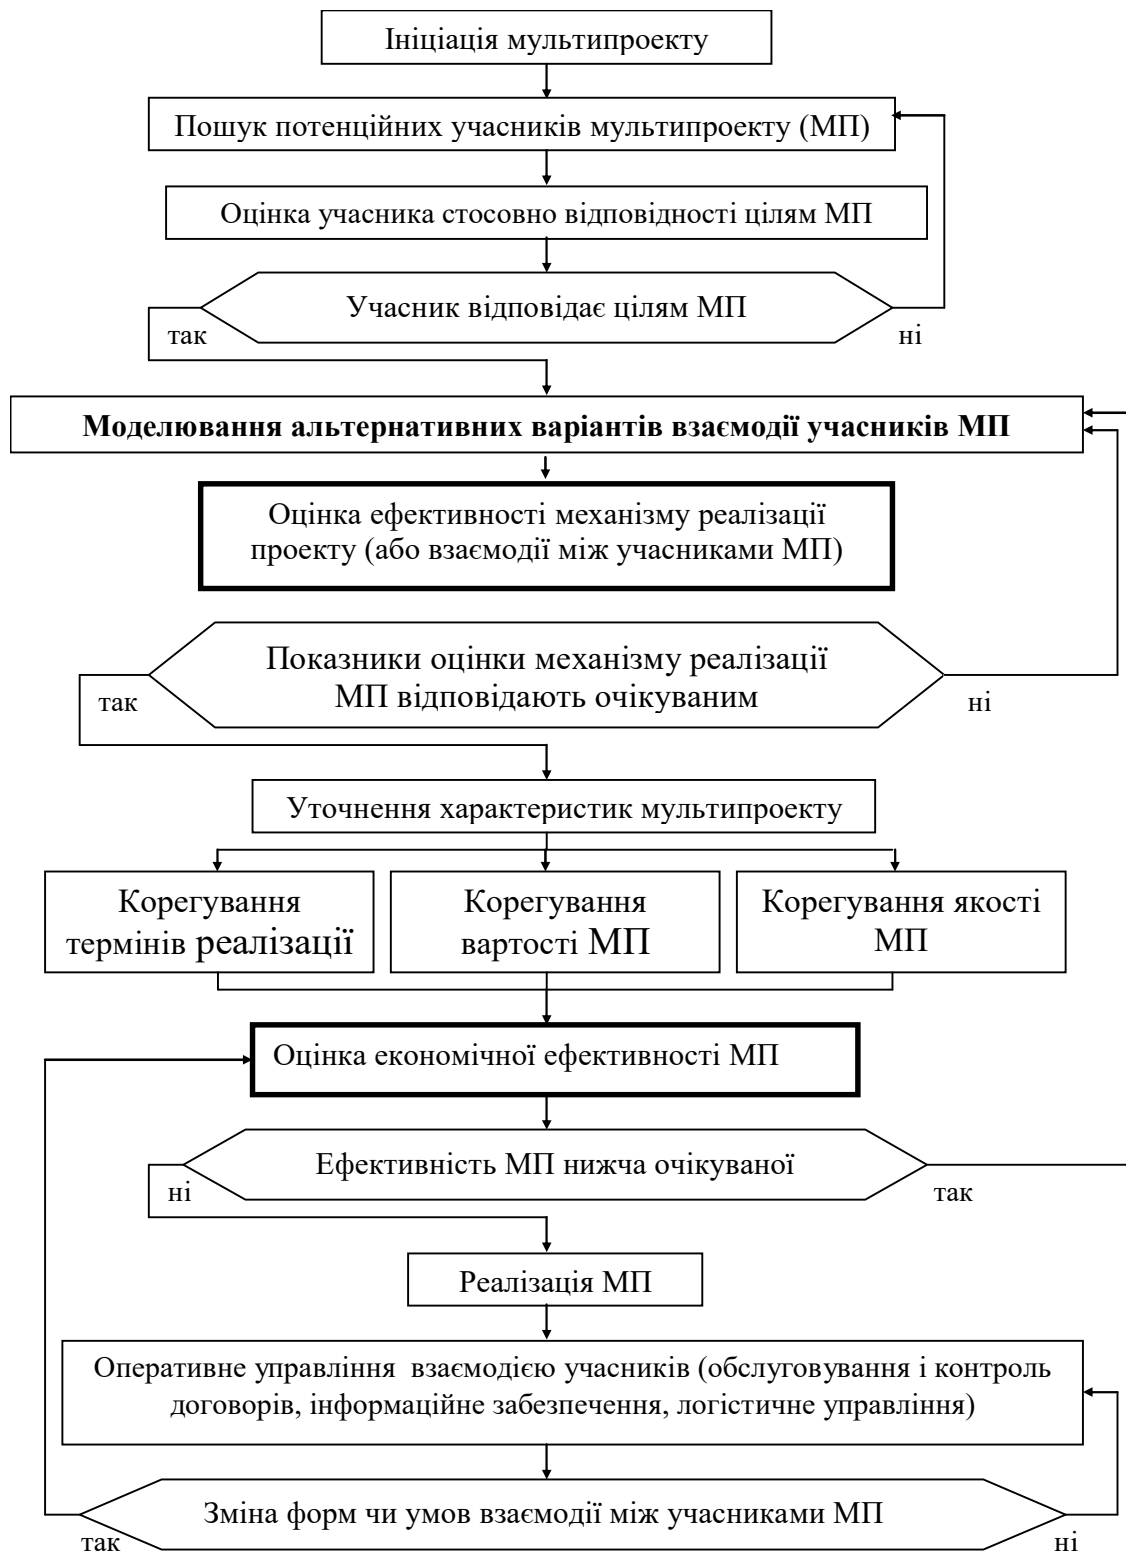 Ініціація мультипроекту
Пошук потенційних учасників мультипроекту (МП)
Оцінка учасника стосовно відповідності цілям МП
Учасник відповідає цілям МП
так
ні
Моделювання альтернативних варіантів взаємодії учасників МП
Оцінка ефективності механізму реалізації
проекту (або взаємодії між учасниками МП)
Показники оцінки механізму реалізації
МП відповідають очікуваним
так
ні
Уточнення характеристик мультипроекту
Корегування
термінів реалізації
Корегування
вартості МП
Корегування якості
МП
Оцінка економічної ефективності МП
Ефективність МП нижча очікуваної
ні
так
Реалізація МП
Оперативне управління  взаємодією учасників (обслуговування і контроль
договорів, інформаційне забезпечення, логістичне управління)
Зміна форм чи умов взаємодії між учасниками МП
так
ні